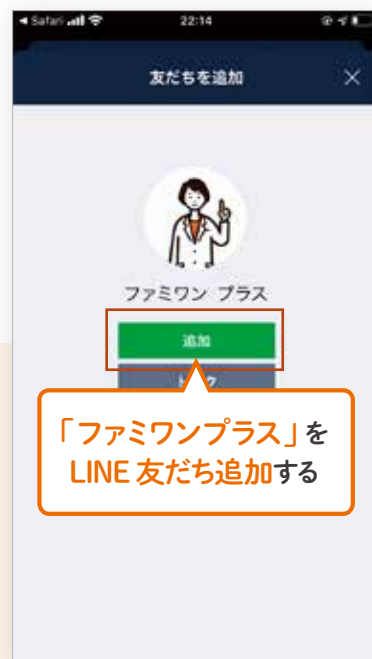 Safari
22:14
友だちを追加
ファミワン プラス
追加
「ファミワンプラス」を
LINE 友だち追加する